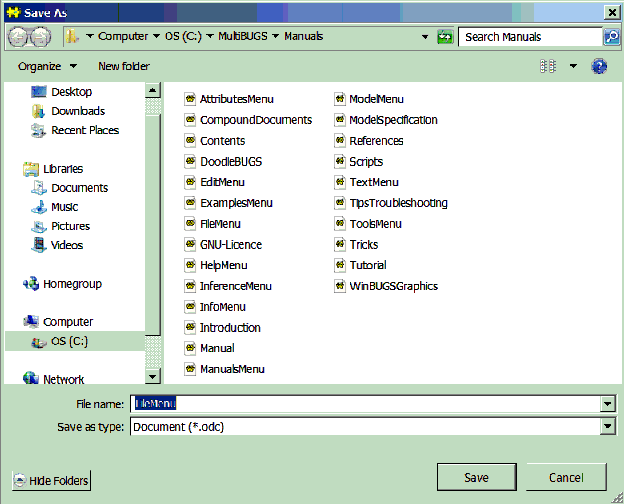 Save As
Computer OS (C:) MultiBUGS Manuals Search Manuals
Organize New folder
Desktop
Downloads
Recent Places
Libraries
Documents
Music
Pictures
Videos
Homegroup
Computer
OS (C:)
Network
AttributesMenu
CompoundDocuments
Contents
DoodleBUGS
EditMenu
ExamplesMenu
FileMenu
GNU-Licence
HelpMenu
InferenceMenu
InfoMenu
Introduction
Manual
ManualsMenu
ModelMenu
ModelSpecification
References
Scripts
TextMenu
TipsTroubleshooting
ToolsMenu
Tricks
Tutorial
WinBUGSGraphics
File name: FileMenu
Save as type: Document (*.odc)
Hide Folders Save Cancel